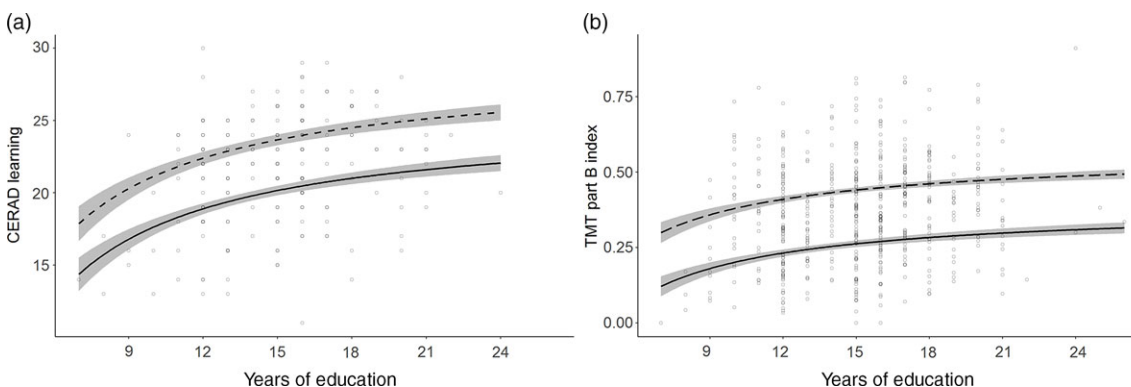 (a)
CERAD learning
30
25
20
15
9 12 15 18 21 24
Years of education
(b)
TMT part B index
0.75
0.50
0.25
0.00
9 12 15 18 21 24
Years of education